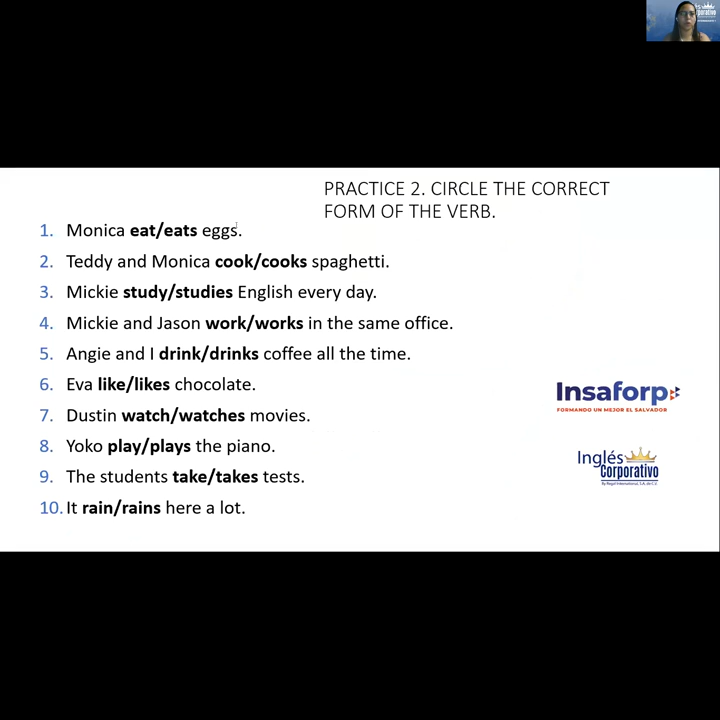 PRACTICE 2. CIRCLE THE CORRECT
FORM OF THE VERB.
1. Monica eat/eats eggs.
2. Teddy and Monica cook/cooks spaghetti.
3. Mickie study/studies English every day.
4. Mickie and Jason work/works in the same office.
5. Angie and I drink/drinks coffee all the time.
6. Eva like/likes chocolate.
7. Dustin watch/watches movies.
8. Yoko play/plays the piano.
9. The students take/takes tests.
10. It rain/rains here a lot.
Insaforp
FORMANDO UN MEJOR EL SALVADOR
Inglés
Corporativo
By Regal International, S.A. de C.V.